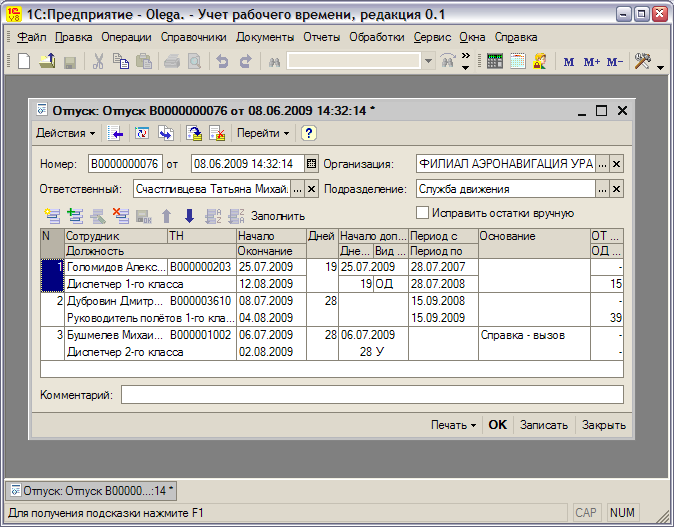 1С:Предприятие - Olega. - Учет рабочего времени, редакция 0.1
Файл Правка Операции Справочники Документы Отчеты Обработки Сервис Окна Справка
M M+ M-
Отпуск: Отпуск В0000000076 от 08.06.2009 14:32:14 *
Действия Перейти
Номер: В0000000076 от 08.06.2009 14:32:14 Организация: ФИЛИАЛ АЭРОНАВИГАЦИЯ УРА
Ответственный: Счастливцева Татьяна Михай. Подразделение: Служба движения
Заполнить Исправить остатки вручную
N Сотрудник ТН Начало Дней Начало доп... Период с Основание ОТ ...
Должность Окончание Дне... Вид ... Период по ОД ...
1 Голомидов Алекс... В000000203 25.07.2009 19 25.07.2009 28.07.2007 -
Диспетчер 1-го класса 12.08.2009 19 ОД 28.07.2008 15
2 Дубровин Дмитр... В000003610 08.07.2009 28 15.09.2008 -
Руководитель полётов 1-го кла... 04.08.2009 15.09.2009 39
3 Бушмелев Михаи... В000001002 06.07.2009 28 06.07.2009 Справка - вызов -
Диспетчер 2-го класса 02.08.2009 28 У -
Комментарий:
Печать OK Записать Закрыть
Отпуск: Отпуск В00000...:14 *
Для получения подсказки нажмите F1 CAP NUM